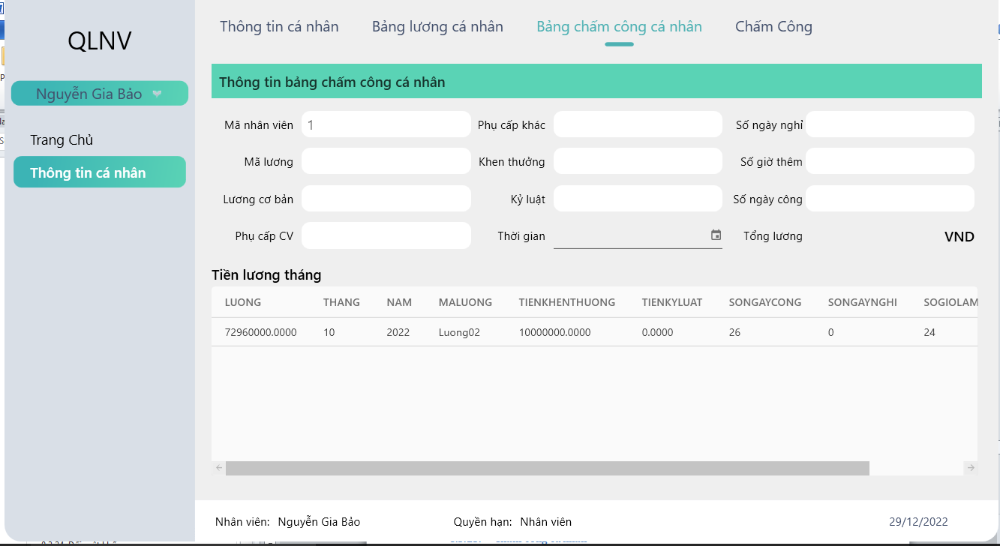 QLNV
Nguyễn Gia Bảo
Trang Chủ
Thông tin cá nhân
Thông tin cá nhân Bảng lương cá nhân Bảng chấm công cá nhân Chấm Công
Thông tin bảng chấm công cá nhân
Mã nhân viên 1 Phụ cấp khác Số ngày nghỉ
Mã lương Khen thưởng Số giờ thêm
Lương cơ bản Kỷ luật Số ngày công
Phụ cấp CV Thời gian Tổng lương VND
Tiền lương tháng
LUONG THANG NAM MALUONG TIENKHENTHUONG TIENKYLUAT SONGAYCONG SONGAYNGHI SOGIOLAM
72960000.0000 10 2022 Luong02 10000000.0000 0.0000 26 0 24
Nhân viên: Nguyễn Gia Bảo Quyền hạn: Nhân viên 29/12/2022